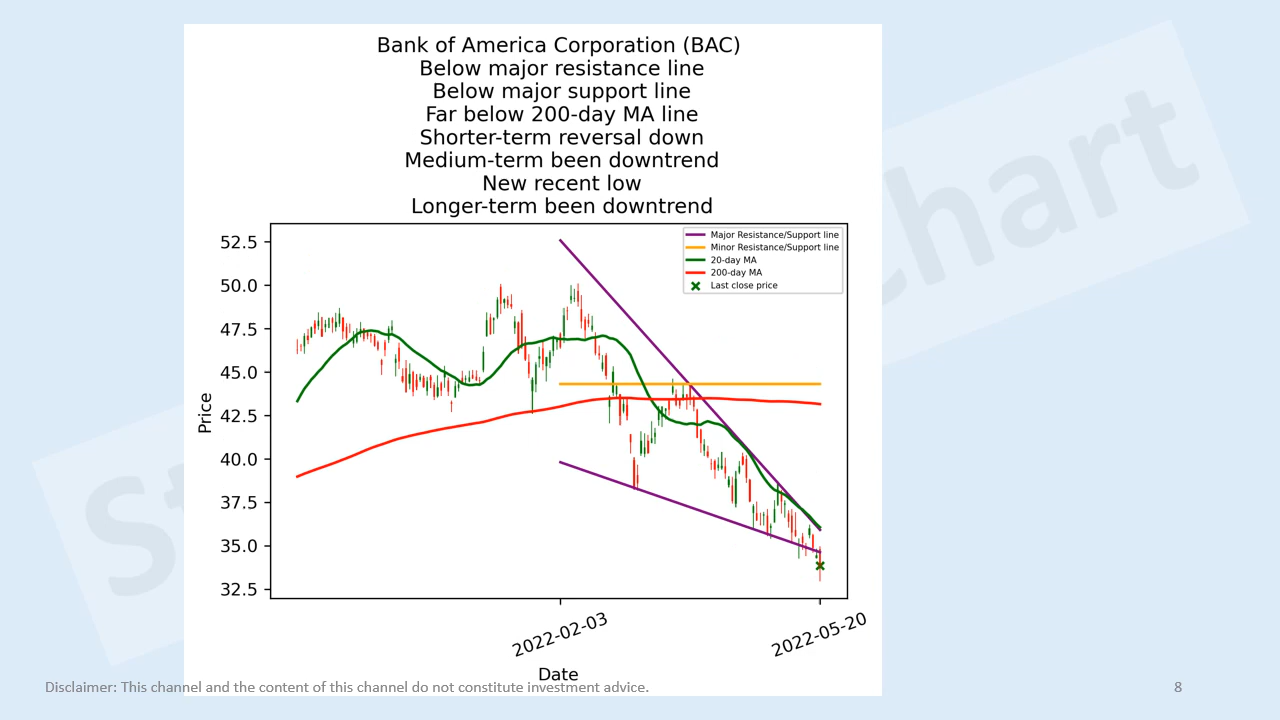 Bank of America Corporation (BAC)
Below major resistance line
Below major support line
Far below 200-day MA line
Shorter-term reversal down
Medium-term been downtrend
New recent low
Longer-term been downtrend
Major Resistance/Support line
Minor Resistance/Support line
20-day MA
200-day MA
Last close price
52.5
50.0
47.5
45.0
42.5
40.0
37.5
35.0
32.5
Price
2022-02-03
2022-05-20
Date
Disclaimer: This channel and the content of this channel do not constitute investment advice.
8